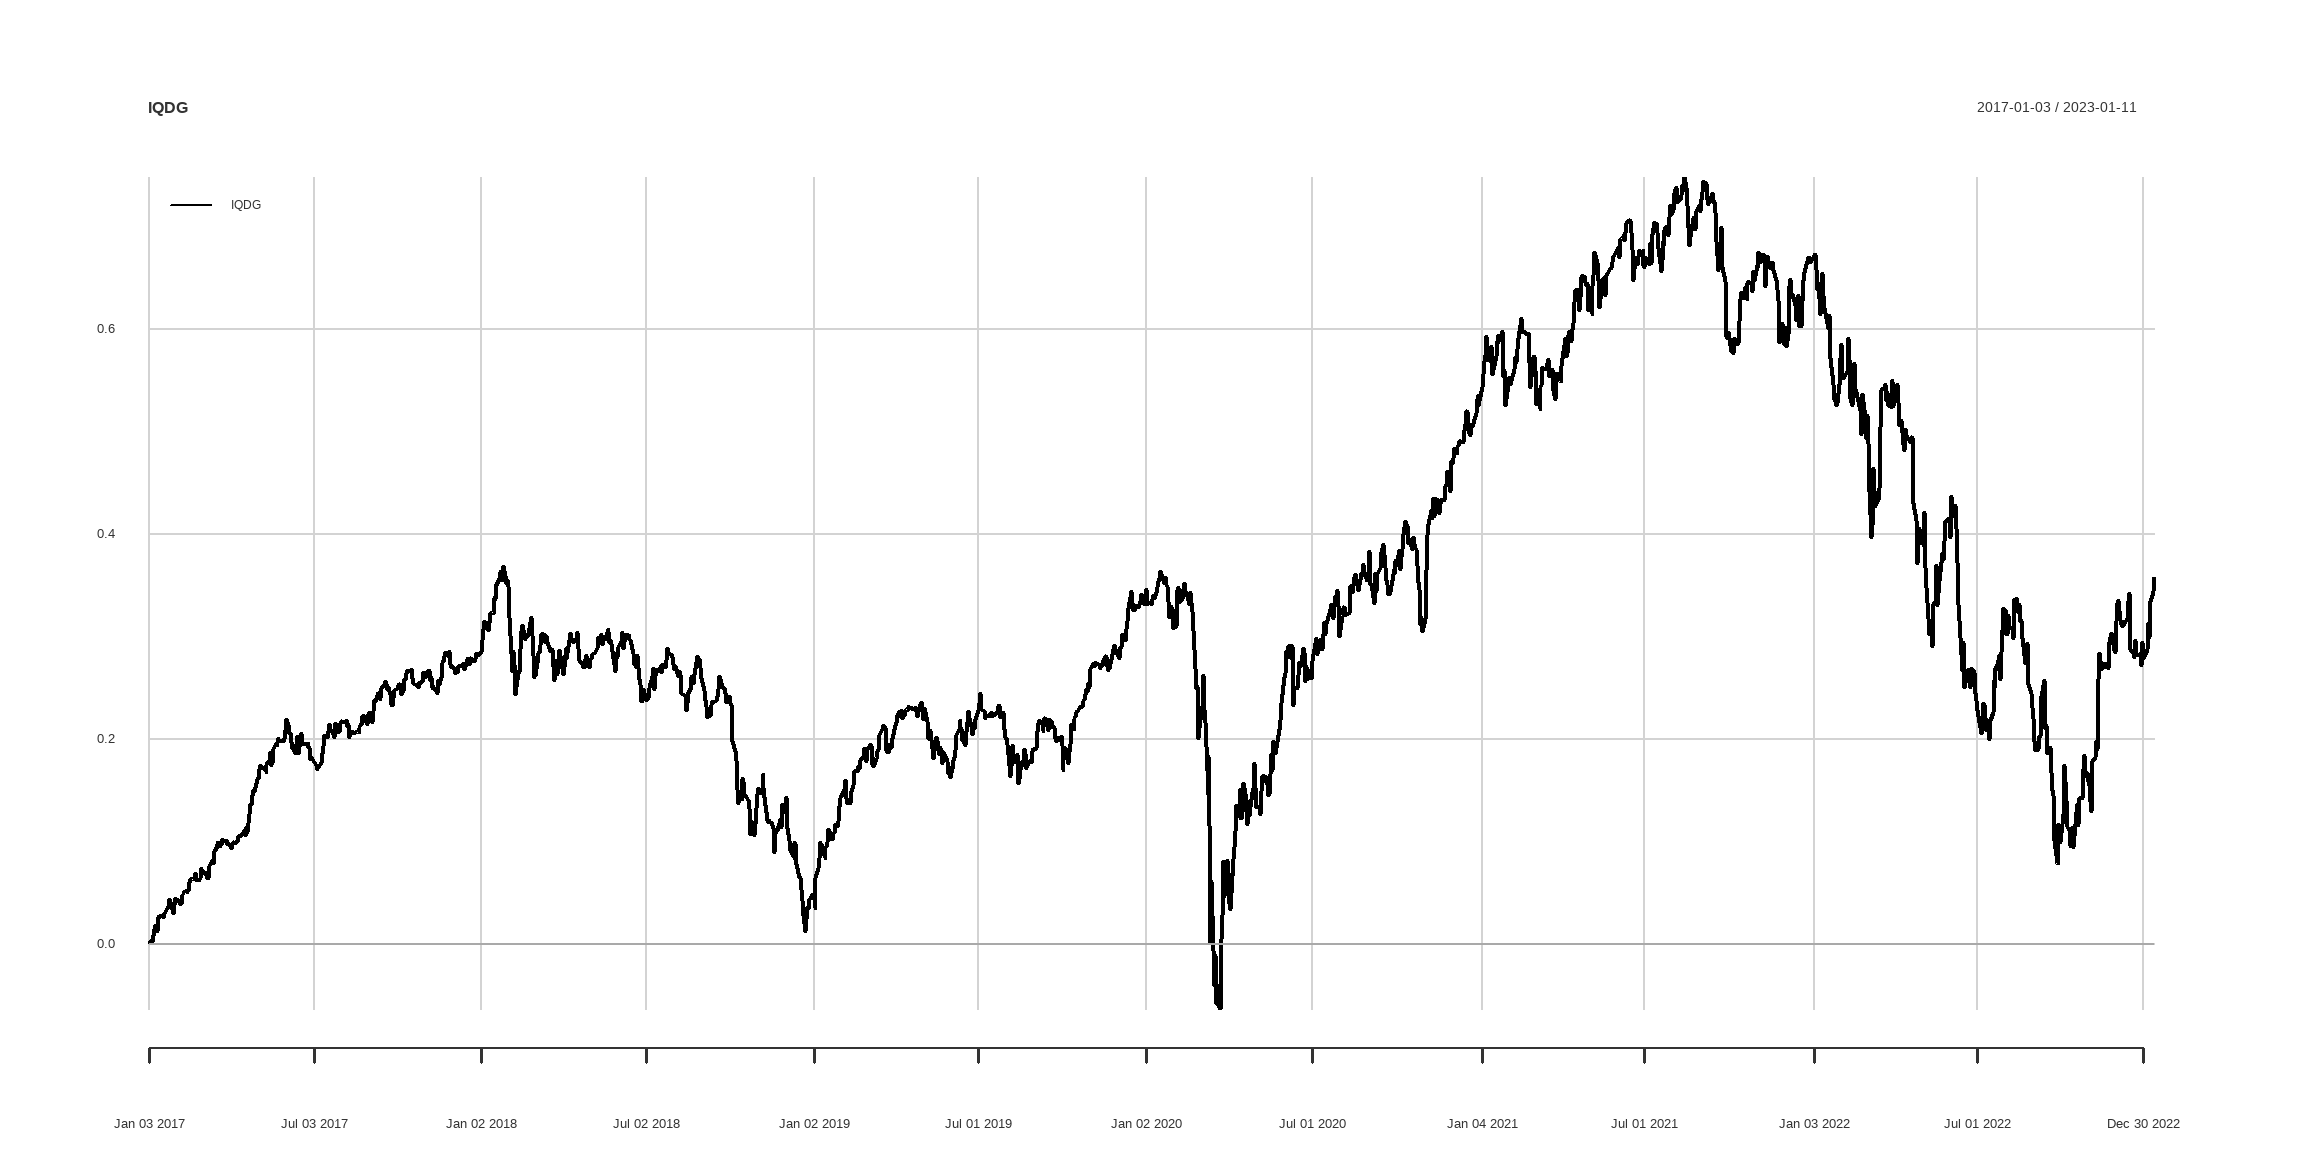 IQDG
2017-01-03 / 2023-01-11
IQDG
0.6
0.4
0.2
0.0
Jan 03 2017
Jul 03 2017
Jan 02 2018
Jul 02 2018
Jan 02 2019
Jul 01 2019
Jan 02 2020
Jul 01 2020
Jan 04 2021
Jul 01 2021
Jan 03 2022
Jul 01 2022
Dec 30 2022